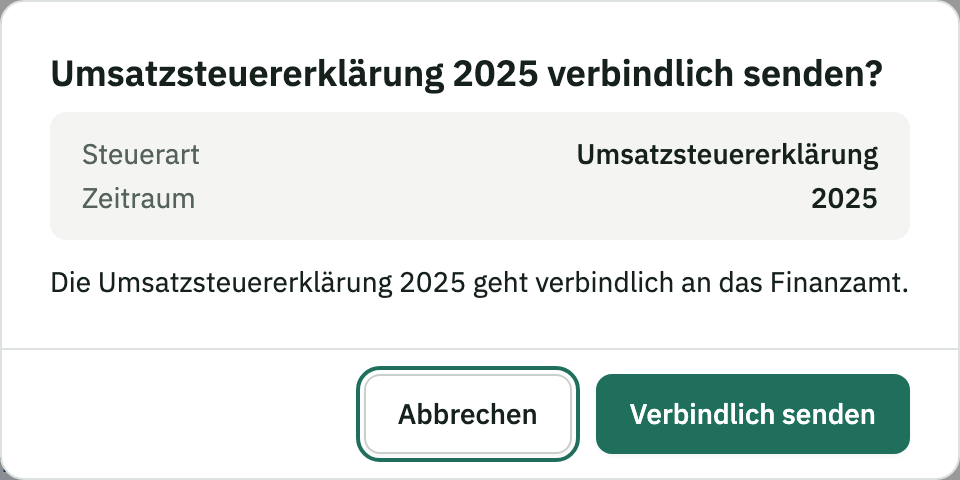 Umsatzsteuererklärung 2025 verbindlich senden?
Steuerart Umsatzsteuererklärung
Zeitraum 2025
Die Umsatzsteuererklärung 2025 geht verbindlich an das Finanzamt.
Abbrechen Verbindlich senden